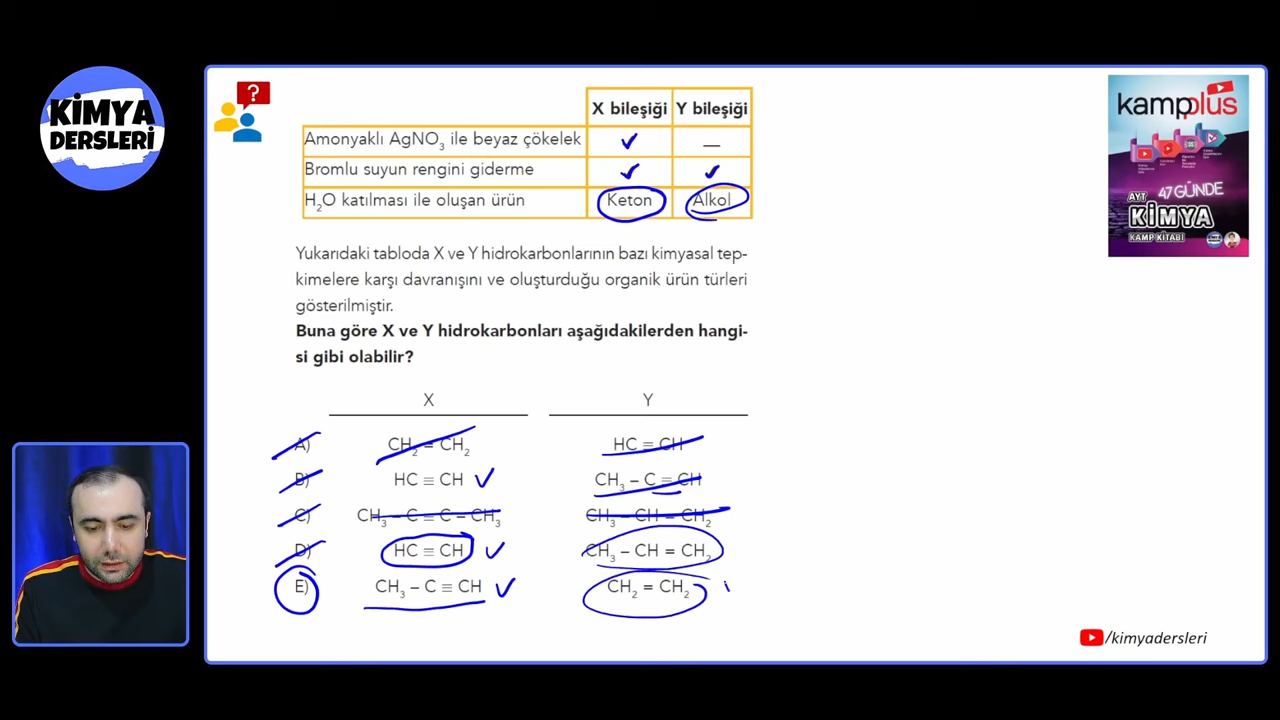 KİMYA
DERSLERİ
?
X bileşiği Y bileşiği
Amonyaklı AgNO₃ ile beyaz çökelek ✓ —
Bromlu suyun rengini giderme ✓ ✓
H₂O katılması ile oluşan ürün Keton Alkol
Yukarıdaki tabloda X ve Y hidrokarbonlarının bazı kimyasal tep-
kimelere karşı davranışını ve oluşturduğu organik ürün türleri
gösterilmiştir.
Buna göre X ve Y hidrokarbonları aşağıdakilerden hangi-
si gibi olabilir?
X Y
A) CH₂ = CH₂ HC ≡ CH
B) HC ≡ CH ✓ CH₃ – C ≡ CH
C) CH₃ – C ≡ C – CH₃ CH₃ – CH = CH₂
D) HC ≡ CH ✓ CH₃ – CH = CH₂
E) CH₃ – C ≡ CH ✓ CH₂ = CH₂
kampplus
47 GÜNDE
AYT
KİMYA
KAMP KİTABI
/kimyadersleri